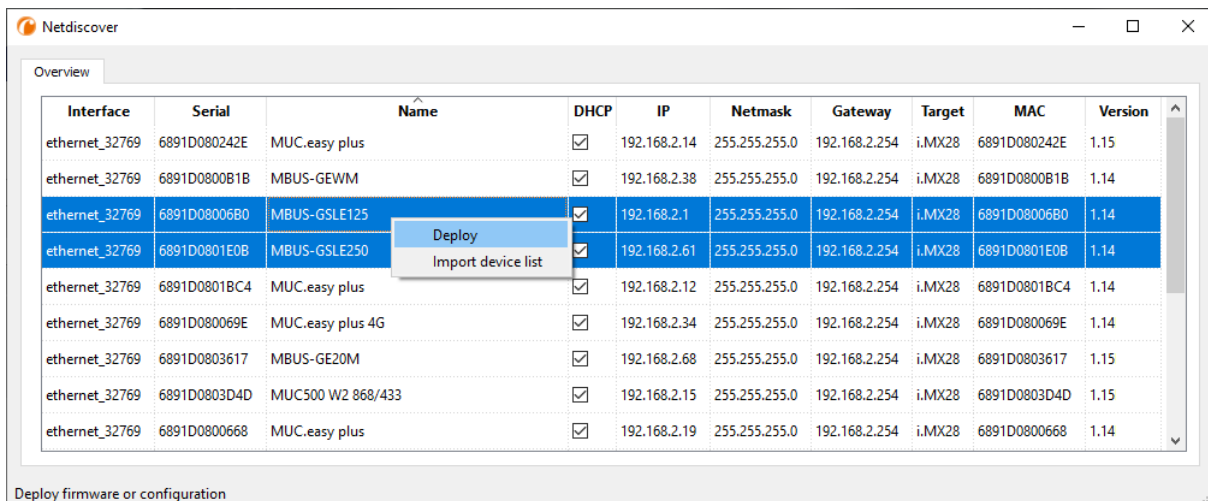 Netdiscover
Overview
Interface Serial Name DHCP IP Netmask Gateway Target MAC Version
ethernet_32769 6891D080242E MUC.easy plus 192.168.2.14 255.255.255.0 192.168.2.254 i.MX28 6891D080242E 1.15
ethernet_32769 6891D0800B1B MBUS-GEWM 192.168.2.38 255.255.255.0 192.168.2.254 i.MX28 6891D0800B1B 1.14
ethernet_32769 6891D08006B0 MBUS-GSLE125 192.168.2.1 255.255.255.0 192.168.2.254 i.MX28 6891D08006B0 1.14
Deploy
ethernet_32769 6891D0801E0B MBUS-GSLE250 192.168.2.61 255.255.255.0 192.168.2.254 i.MX28 6891D0801E0B 1.14
Import device list
ethernet_32769 6891D0801BC4 MUC.easy plus 192.168.2.12 255.255.255.0 192.168.2.254 i.MX28 6891D0801BC4 1.14
ethernet_32769 6891D080069E MUC.easy plus 4G 192.168.2.34 255.255.255.0 192.168.2.254 i.MX28 6891D080069E 1.14
ethernet_32769 6891D0803617 MBUS-GE20M 192.168.2.68 255.255.255.0 192.168.2.254 i.MX28 6891D0803617 1.15
ethernet_32769 6891D0803D4D MUC500 W2 868/433 192.168.2.15 255.255.255.0 192.168.2.254 i.MX28 6891D0803D4D 1.15
ethernet_32769 6891D0800668 MUC.easy plus 192.168.2.19 255.255.255.0 192.168.2.254 i.MX28 6891D0800668 1.14
Deploy firmware or configuration